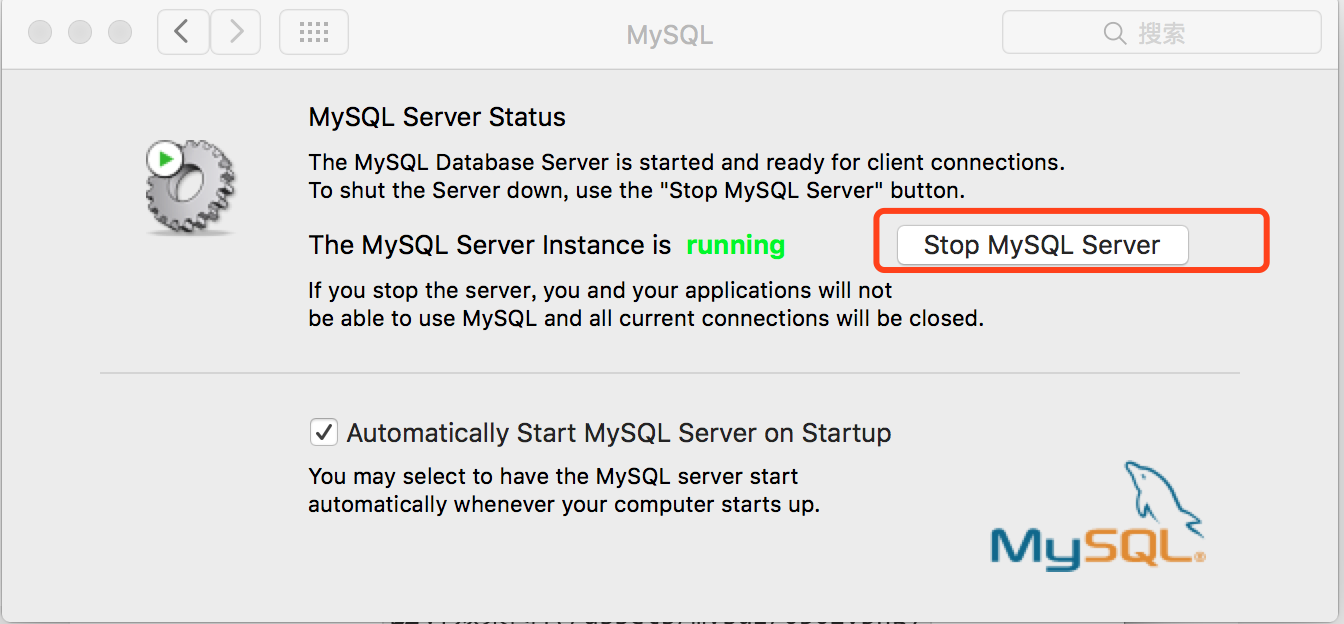 MySQL
搜索
MySQL Server Status
The MySQL Database Server is started and ready for client connections.
To shut the Server down, use the "Stop MySQL Server" button.
The MySQL Server Instance is running
Stop MySQL Server
If you stop the server, you and your applications will not
be able to use MySQL and all current connections will be closed.
Automatically Start MySQL Server on Startup
You may select to have the MySQL server start
automatically whenever your computer starts up.
MySQL®